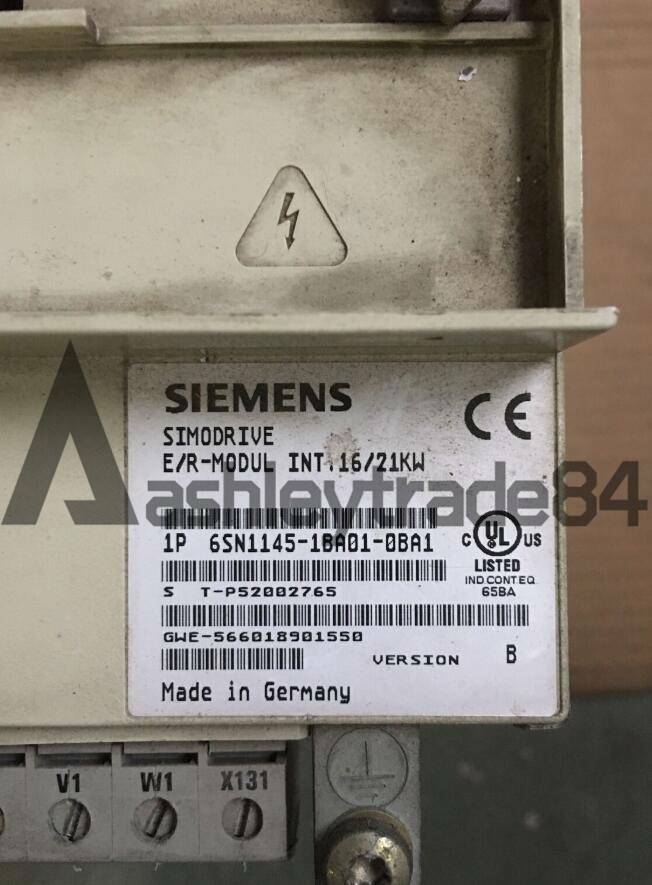 SIEMENS
CE
SIMODRIVE
E/R-MODUL INT.16/21KW
Aashleytrade84
1P 6SN1145-1BA01-0BA1
C UL US
LISTED
IND.CONT.EQ
65BA
S T-P52002765
GWE-566018901550
VERSION B
Made in Germany
V1 W1 X131